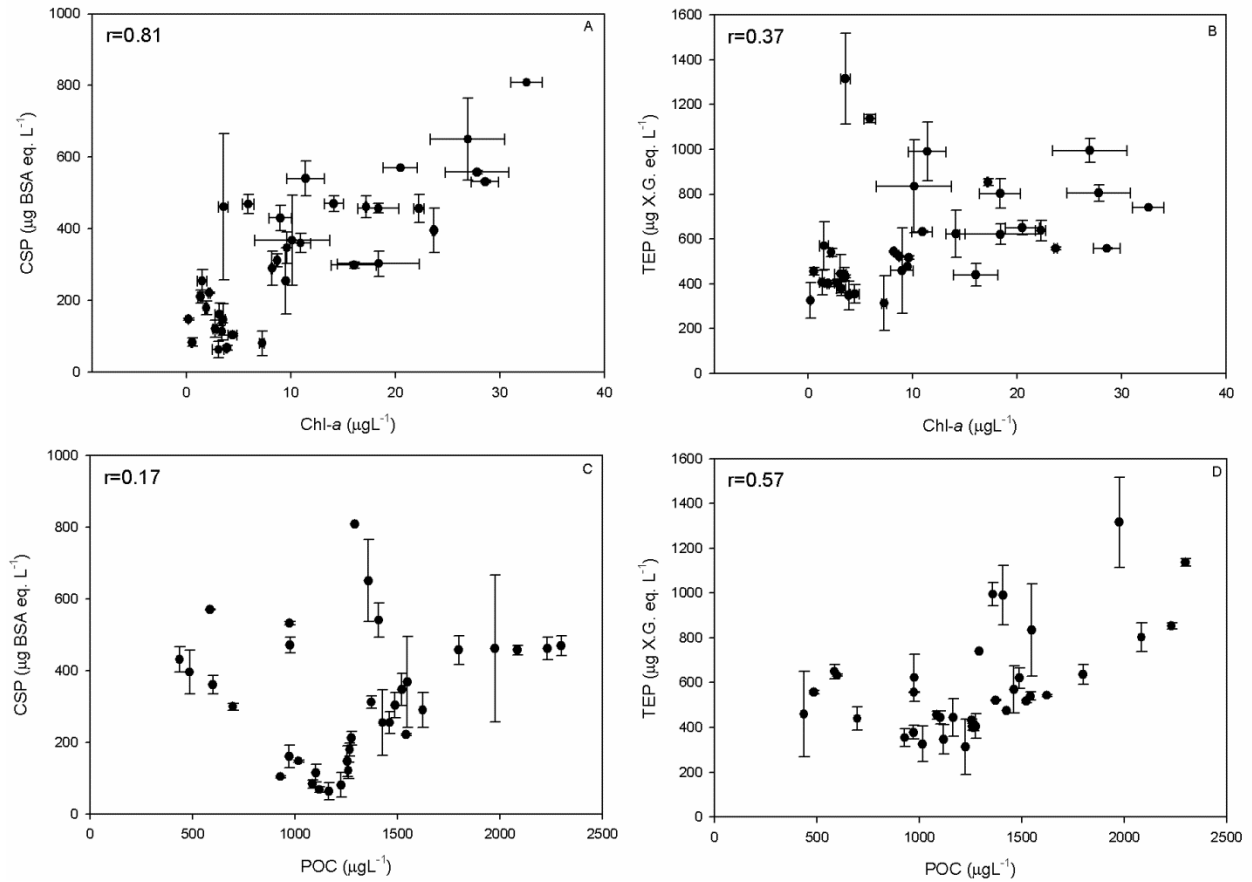 r=0.81
A
1000
800
600
400
200
0
CSP (µg BSA eq. L⁻¹)
0 10 20 30 40
Chl-a (µgL⁻¹)
r=0.37
B
1600
1400
1200
1000
800
600
400
200
0
TEP (µg X.G. eq. L⁻¹)
0 10 20 30 40
Chl-a (µgL⁻¹)
r=0.17
C
1000
800
600
400
200
0
CSP (µg BSA eq. L⁻¹)
0 500 1000 1500 2000 2500
POC (µgL⁻¹)
r=0.57
D
1600
1400
1200
1000
800
600
400
200
0
TEP (µg X.G. eq. L⁻¹)
0 500 1000 1500 2000 2500
POC (µgL⁻¹)